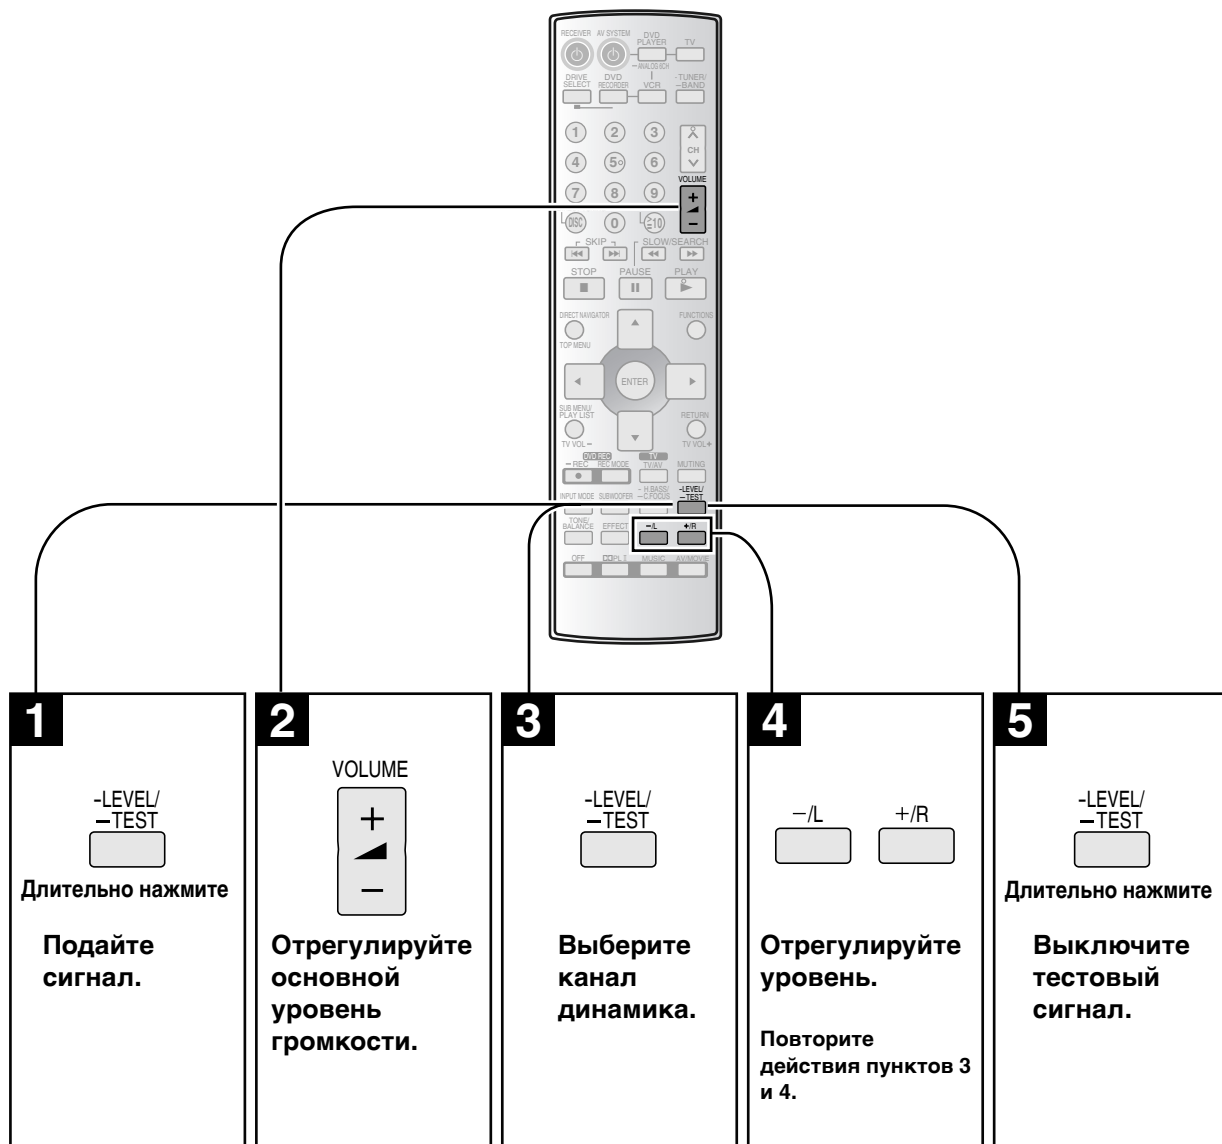 RECEIVER AV SYSTEM DVD PLAYER TV
-ANALOG 6CH
DRIVE SELECT DVD RECORDER VCR -TUNER/ —BAND
1 2 3
4 5 6 CH
VOLUME
7 8 9 +
DISC 0 ≧10 −
SKIP SLOW/SEARCH
STOP PAUSE PLAY
DIRECT NAVIGATOR FUNCTIONS
TOP MENU
ENTER
SUB MENU/ RETURN
PLAY LIST
TV VOL − TV VOL +
DVD REC TV
—REC REC MODE TV/AV MUTING
INPUT MODE SUBWOOFER -H.BASS/ —C.FOCUS -LEVEL/ —TEST
TONE/ BALANCE EFFECT −/L +/R
OFF PL II MUSIC AV/MOVIE
1
-LEVEL/
—TEST
Длительно нажмите
Подайте
сигнал.
2
VOLUME
+
−
Отрегулируйте
основной
уровень
громкости.
3
-LEVEL/
—TEST
Выберите
канал
динамика.
4
−/L +/R
Отрегулируйте
уровень.
Повторите
действия пунктов 3
и 4.
5
-LEVEL/
—TEST
Длительно нажмите
Выключите
тестовый
сигнал.